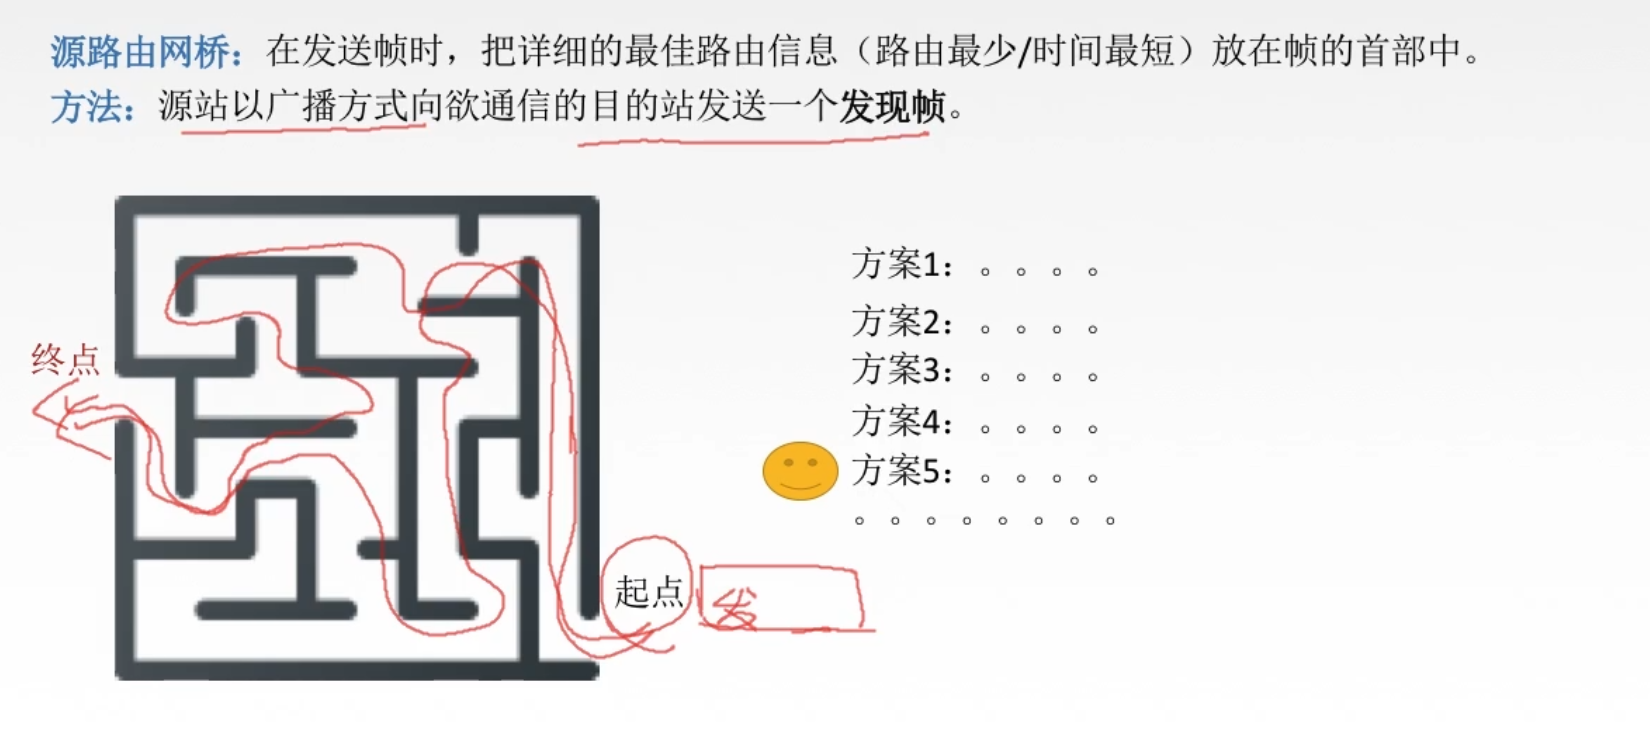 源路由网桥：在发送帧时，把详细的最佳路由信息（路由最少/时间最短）放在帧的首部中。
方法：源站以广播方式向欲通信的目的站发送一个发现帧。
方案1：。。。。
方案2：。。。。
终点
方案3：。。。。
方案4：。。。。
方案5：。。。。
。。。。。。。。
起点
发